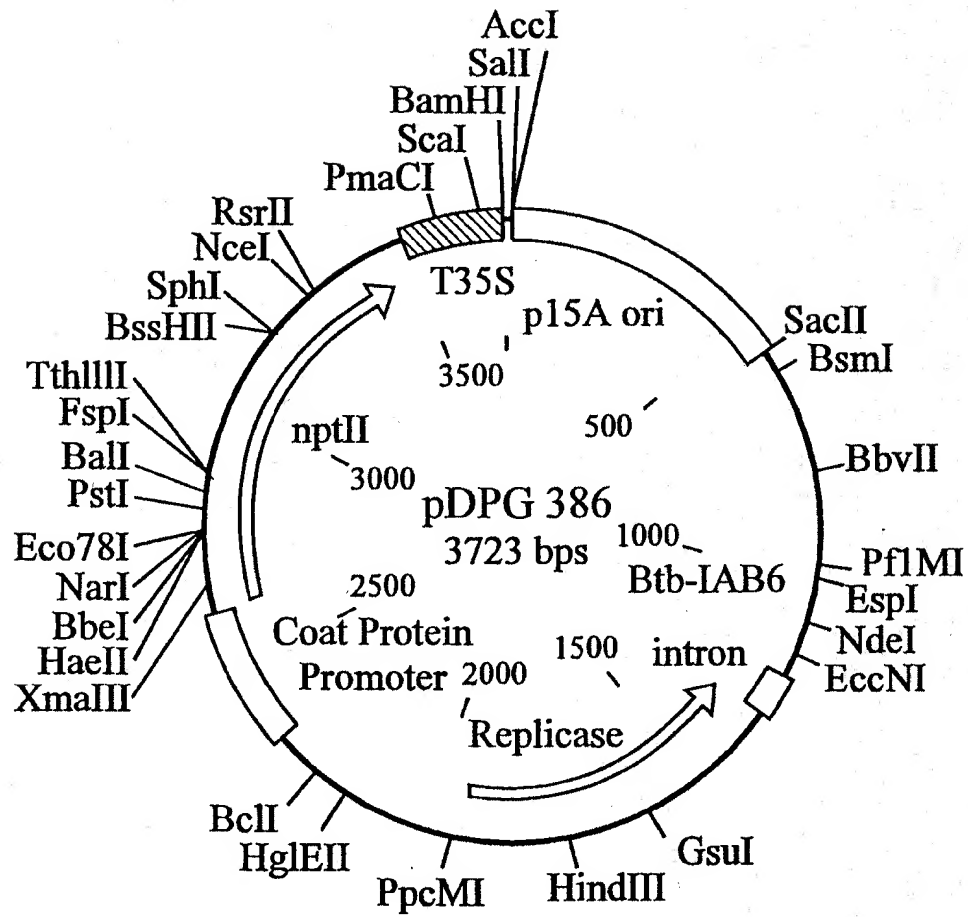 AccI
SalI
BamHI
ScaI
PmaCI
RsrII
NceI
SphI
BssHII
TthlllI
FspI
BalI
PstI
Eco78I
NarI
BbeI
HaeII
XmaIII
BclI
HglEII
PpcMI
HindIII
GsuI
EccNI
NdeI
EspI
Pf1MI
BbvII
BsmI
SacII
T35S
p15A ori
3500
500
nptII
3000
pDPG 386
3723 bps
1000
Btb-IAB6
2500
Coat Protein
Promoter
2000
1500
intron
Replicase